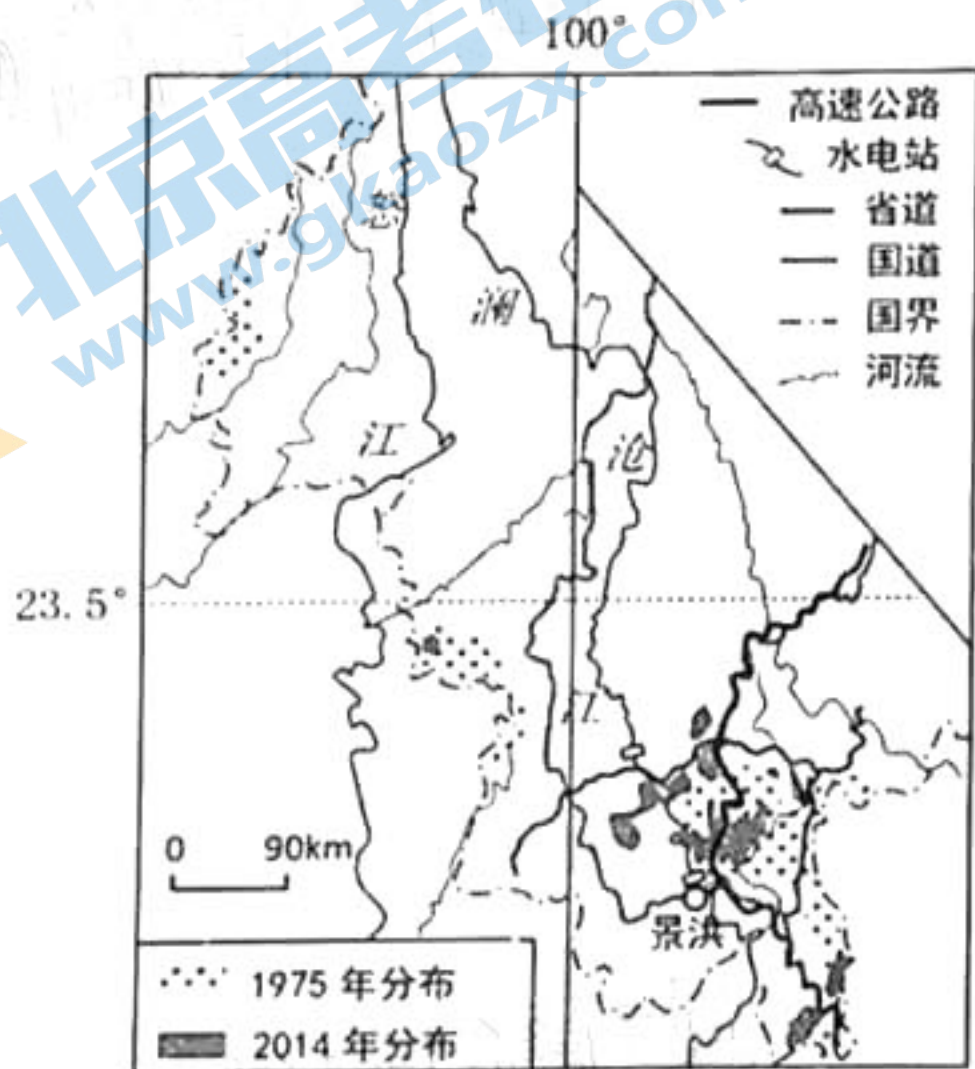 100°
高速公路
水电站
省道
国道
国界
河流
怒
澜
江
沧
23.5°
江
0 90km
景洪
1975 年分布
2014 年分布
北京高考在
www.gkaozx.com